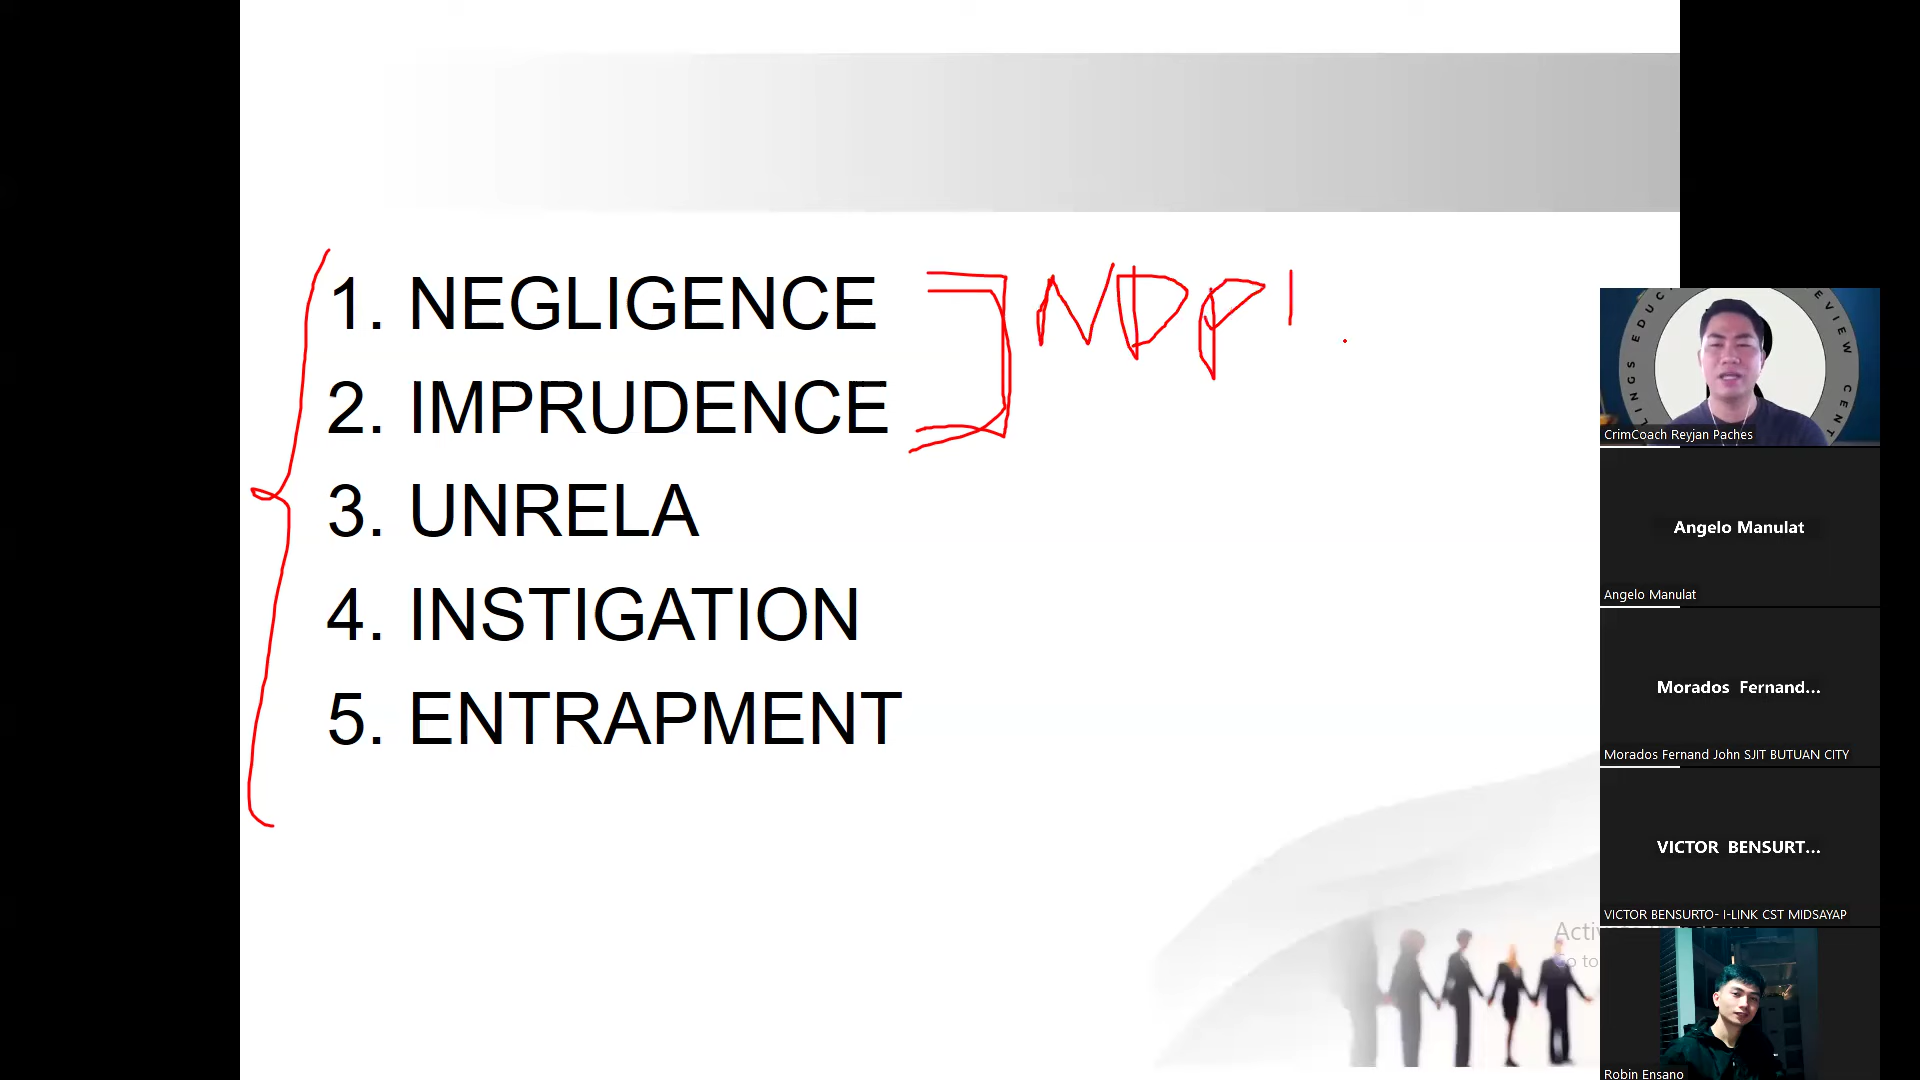 1. NEGLIGENCE
2. IMPRUDENCE
3. UNRELA
4. INSTIGATION
5. ENTRAPMENT
NDPI
CrimCoach Reyjan Paches
Angelo Manulat
Angelo Manulat
Morados Fernand...
Morados Fernand John SJIT BUTUAN CITY
VICTOR BENSURT...
VICTOR BENSURTO- I-LINK CST MIDSAYAP
Robin Ensano